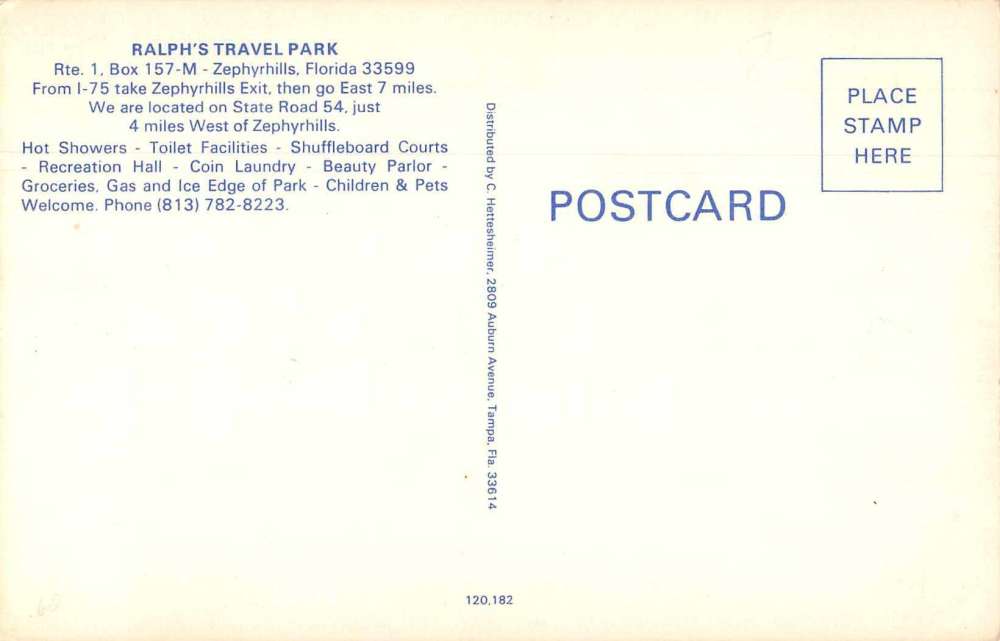 RALPH'S TRAVEL PARK
Rte. 1, Box 157-M - Zephyrhills, Florida 33599
From I-75 take Zephyrhills Exit, then go East 7 miles.
We are located on State Road 54, just
4 miles West of Zephyrhills.
Hot Showers - Toilet Facilities - Shuffleboard Courts
- Recreation Hall - Coin Laundry - Beauty Parlor -
Groceries, Gas and Ice Edge of Park - Children & Pets
Welcome. Phone (813) 782-8223.
Distributed by C. Hettesheimer, 2809 Auburn Avenue, Tampa, Fla. 33614
POSTCARD
PLACE
STAMP
HERE
120,182